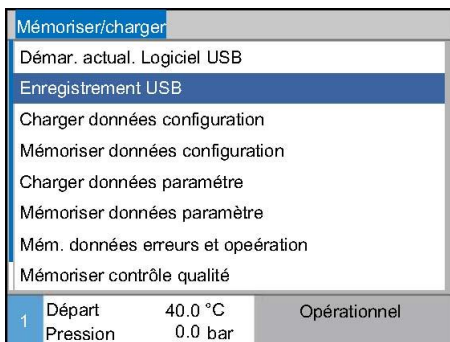 Mémoriser/charger
Démar. actual. Logiciel USB
Enregistrement USB
Charger données configuration
Mémoriser données configuration
Charger données paramétre
Mémoriser données paramètre
Mém. données erreurs et opeération
Mémoriser contrôle qualité
1 Départ 40.0 °C Opérationnel
Pression 0.0 bar